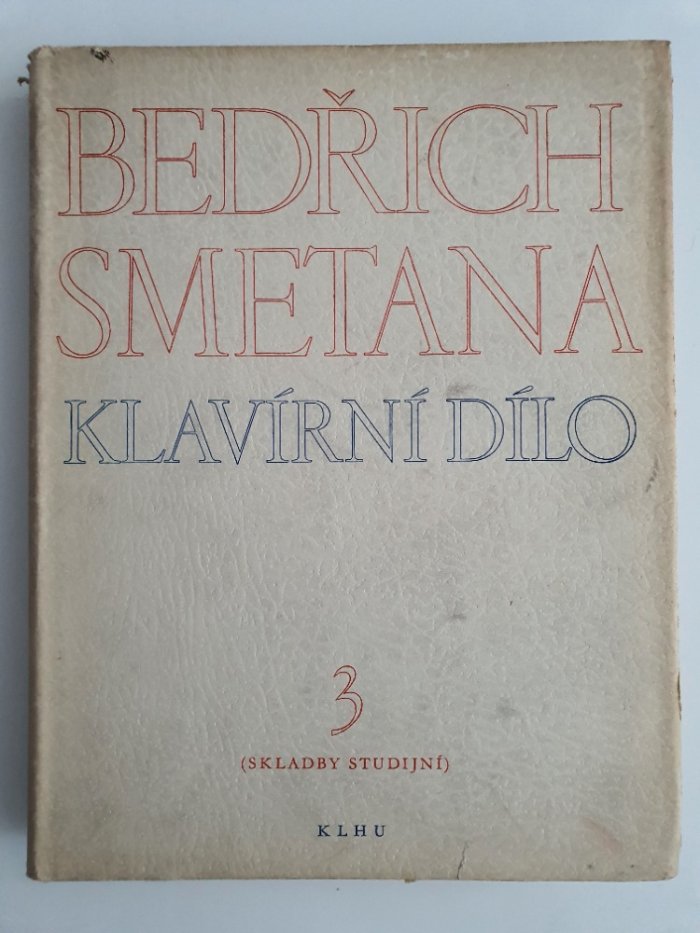 BEDŘICH
SMETANA
KLAVÍRNÍ DÍLO
3
(SKLADBY STUDIJNÍ)
KLHU